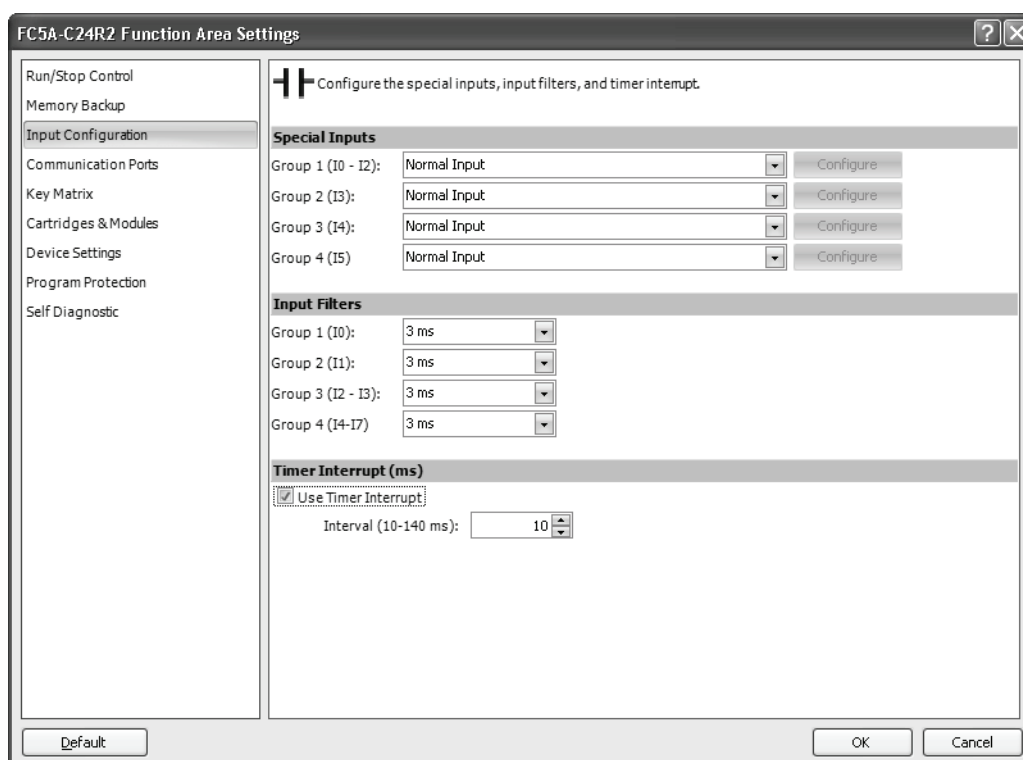 FC5A-C24R2 Function Area Settings
Run/Stop Control
Memory Backup
Input Configuration
Communication Ports
Key Matrix
Cartridges & Modules
Device Settings
Program Protection
Self Diagnostic
Configure the special inputs, input filters, and timer interrupt.
Special Inputs
Group 1 (I0 - I2): Normal Input Configure
Group 2 (I3): Normal Input Configure
Group 3 (I4): Normal Input Configure
Group 4 (I5) Normal Input Configure
Input Filters
Group 1 (I0): 3 ms
Group 2 (I1): 3 ms
Group 3 (I2 - I3): 3 ms
Group 4 (I4-I7) 3 ms
Timer Interrupt (ms)
Use Timer Interrupt
Interval (10-140 ms): 10
Default OK Cancel